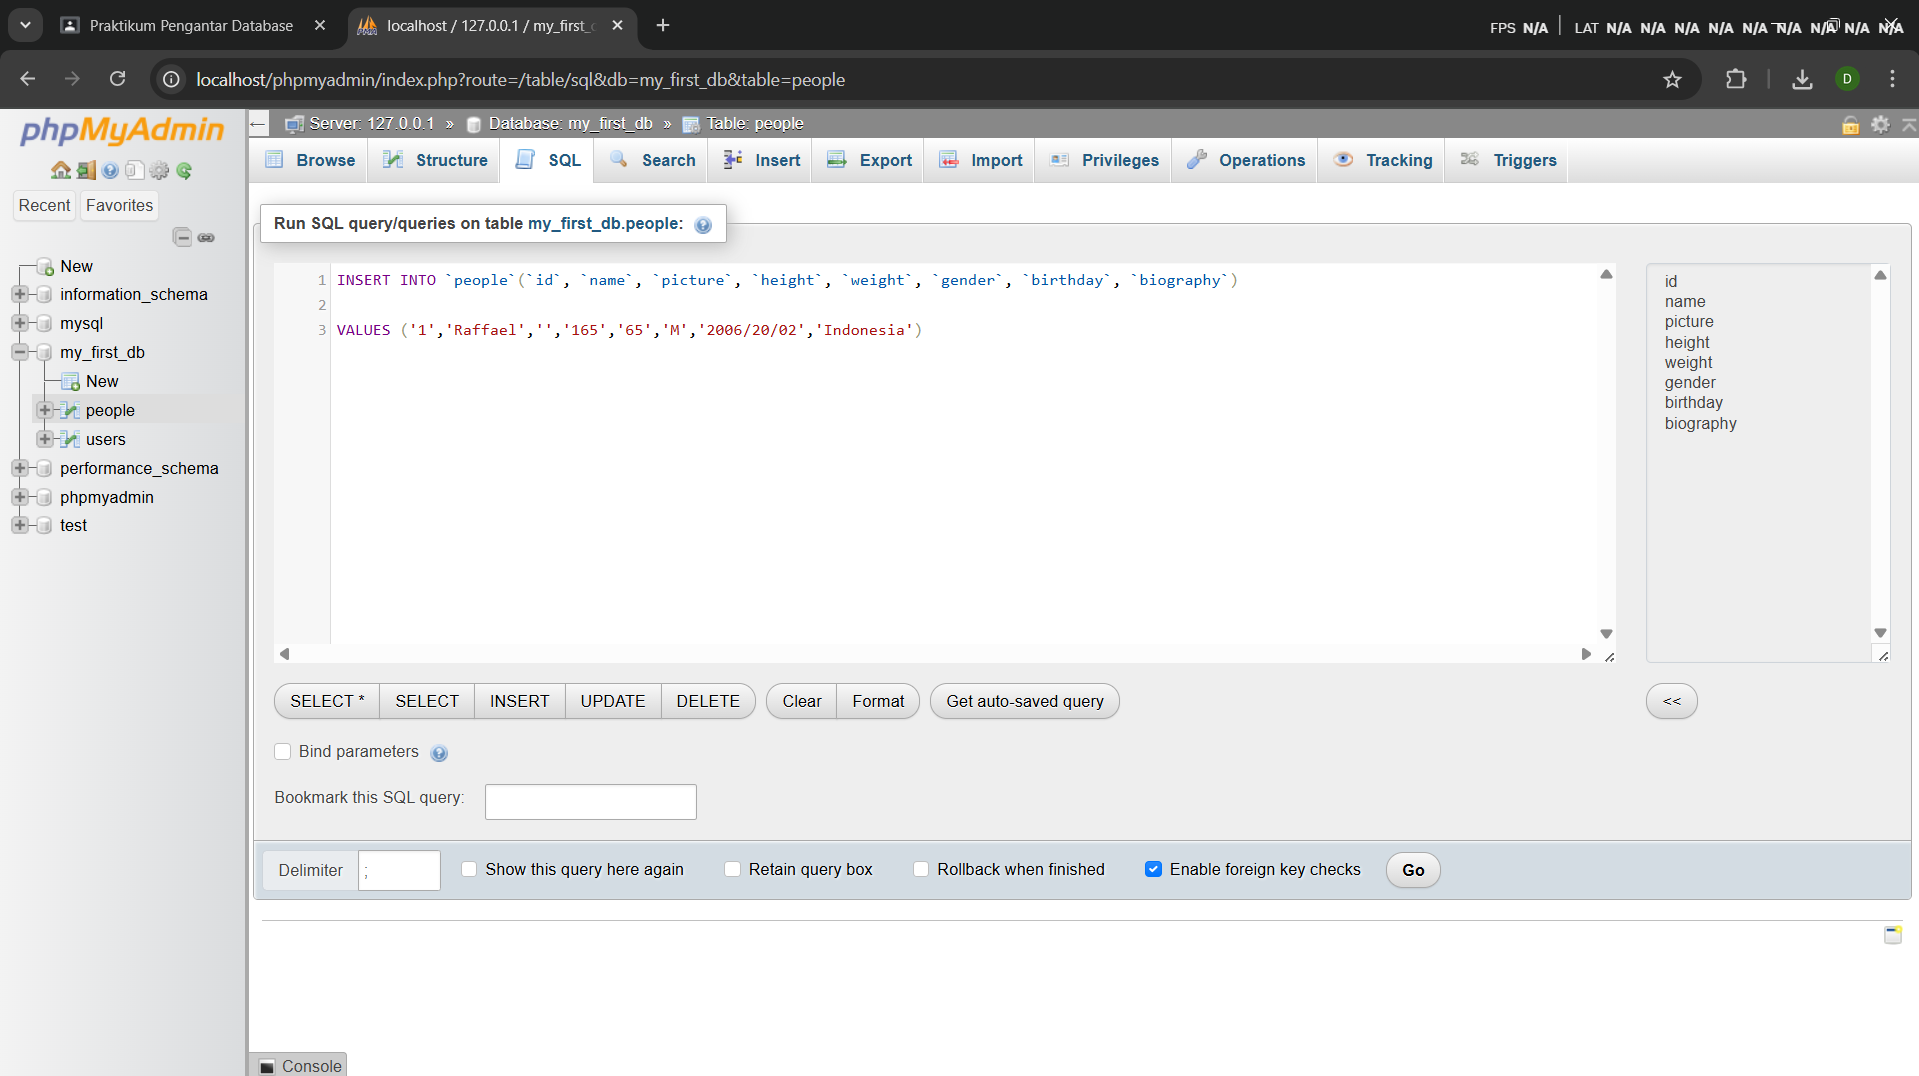 Praktikum Pengantar Database
localhost / 127.0.0.1 / my_first_
FPS N/A | LAT N/A N/A N/A N/A N/A N/A N/A N/A N/A
localhost/phpmyadmin/index.php?route=/table/sql&db=my_first_db&table=people
D
phpMyAdmin
Server: 127.0.0.1 » Database: my_first_db » Table: people
Browse Structure SQL Search Insert Export Import Privileges Operations Tracking Triggers
Recent Favorites
Run SQL query/queries on table my_first_db.people:
New
information_schema
mysql
my_first_db
New
people
users
performance_schema
phpmyadmin
test
1 INSERT INTO `people`(`id`, `name`, `picture`, `height`, `weight`, `gender`, `birthday`, `biography`)
2
3 VALUES ('1','Raffael','','165','65','M','2006/20/02','Indonesia')
id
name
picture
height
weight
gender
birthday
biography
SELECT * SELECT INSERT UPDATE DELETE Clear Format Get auto-saved query <<
Bind parameters
Bookmark this SQL query:
Delimiter ; Show this query here again Retain query box Rollback when finished Enable foreign key checks Go
Console